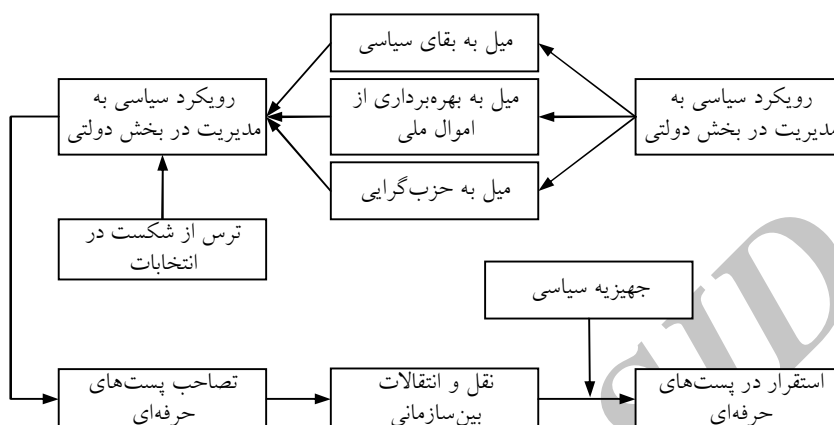 میل به بقای سیاسی
رویکرد سیاسی به
مدیریت در بخش دولتی
میل به بهره‌برداری از
اموال ملی
رویکرد سیاسی به
مدیریت در بخش دولتی
میل به حزب‌گرایی
ترس از شکست در
انتخابات
جهیزیه سیاسی
تصاحب پست‌های
حرفه‌ای
نقل و انتقالات
بین‌سازمانی
استقرار در پست‌های
حرفه‌ای
SID